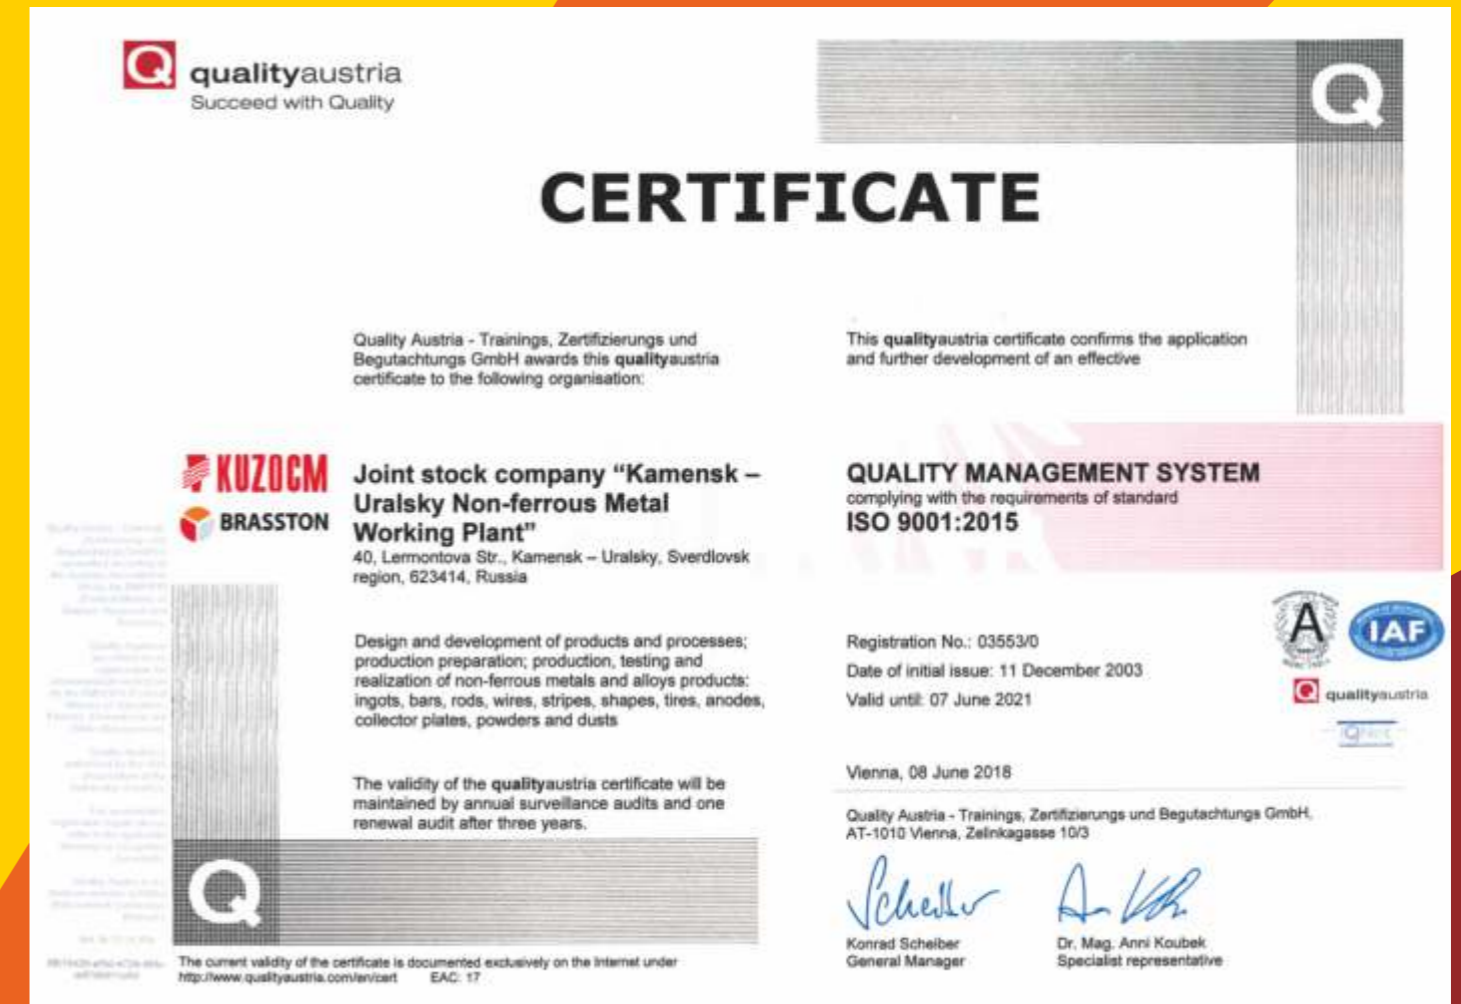 Q qualityaustria
Succeed with Quality
Q
CERTIFICATE
Quality Austria - Trainings, Zertifizierungs und
Begutachtungs GmbH awards this qualityaustria
certificate to the following organisation:
This qualityaustria certificate confirms the application
and further development of an effective
KUZOCM
BRASSTON
Joint stock company “Kamensk –
Uralsky Non-ferrous Metal
Working Plant”
40, Lermontova Str., Kamensk – Uralsky, Sverdlovsk
region, 623414, Russia
QUALITY MANAGEMENT SYSTEM
complying with the requirements of standard
ISO 9001:2015
Design and development of products and processes;
production preparation; production, testing and
realization of non-ferrous metals and alloys products:
ingots, bars, rods, wires, stripes, shapes, tires, anodes,
collector plates, powders and dusts
Registration No.: 03553/0
Date of initial issue: 11 December 2003
Valid until: 07 June 2021
A
IAF
Q qualityaustria
IQNet
The validity of the qualityaustria certificate will be
maintained by annual surveillance audits and one
renewal audit after three years.
Vienna, 08 June 2018
Quality Austria - Trainings, Zertifizierungs und Begutachtungs GmbH,
AT-1010 Vienna, Zelinkagasse 10/3
Q
Scheiber
Konrad Scheiber
General Manager
Dr. Mag. Anni Koubek
Specialist representative
The current validity of the certificate is documented exclusively on the Internet under
http://www.qualityaustria.com/en/cert EAC: 17